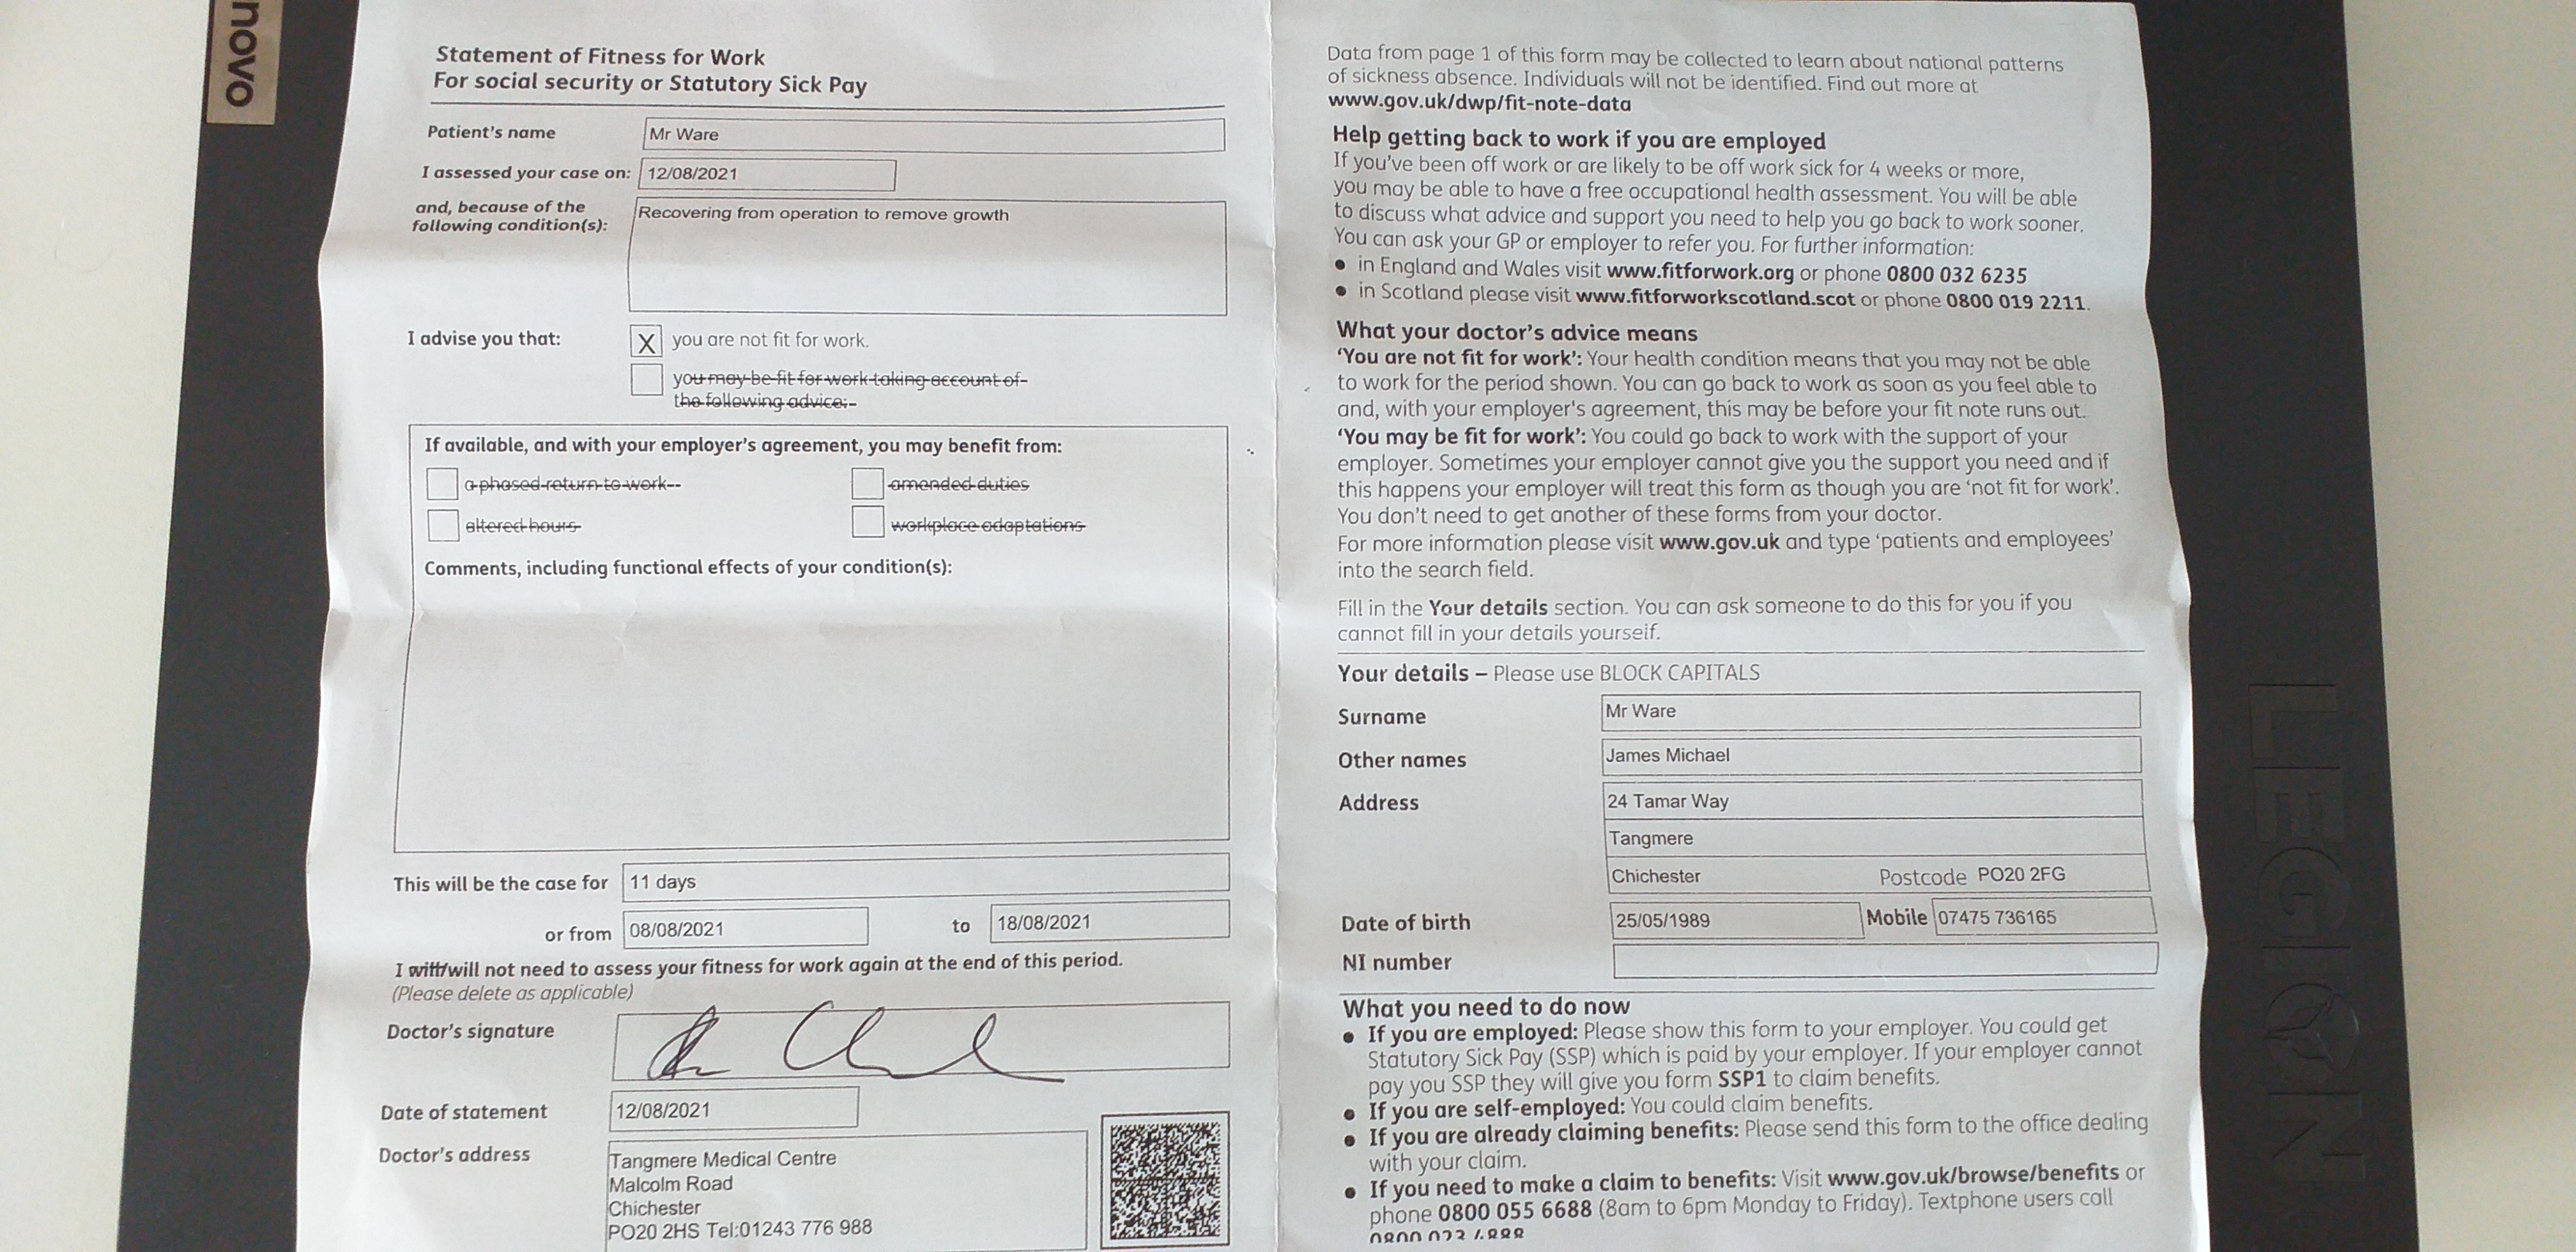 novo
Statement of Fitness for Work
For social security or Statutory Sick Pay
Patient's name Mr Ware
I assessed your case on: 12/08/2021
and, because of the
following condition(s): Recovering from operation to remove growth
I advise you that: X you are not fit for work.
you may be fit for work taking account of
the following advice:
If available, and with your employer's agreement, you may benefit from:
a phased return to work amended duties
altered hours workplace adaptations
Comments, including functional effects of your condition(s):
This will be the case for 11 days
or from 08/08/2021 to 18/08/2021
I will/will not need to assess your fitness for work again at the end of this period.
(Please delete as applicable)
Doctor's signature
Date of statement 12/08/2021
Doctor's address Tangmere Medical Centre
Malcolm Road
Chichester
PO20 2HS Tel:01243 776 988
Data from page 1 of this form may be collected to learn about national patterns
of sickness absence. Individuals will not be identified. Find out more at
www.gov.uk/dwp/fit-note-data
Help getting back to work if you are employed
If you've been off work or are likely to be off work sick for 4 weeks or more,
you may be able to have a free occupational health assessment. You will be able
to discuss what advice and support you need to help you go back to work sooner.
You can ask your GP or employer to refer you. For further information:
• in England and Wales visit www.fitforwork.org or phone 0800 032 6235
• in Scotland please visit www.fitforworkscotland.scot or phone 0800 019 2211.
What your doctor's advice means
'You are not fit for work': Your health condition means that you may not be able
to work for the period shown. You can go back to work as soon as you feel able to
and, with your employer's agreement, this may be before your fit note runs out.
'You may be fit for work': You could go back to work with the support of your
employer. Sometimes your employer cannot give you the support you need and if
this happens your employer will treat this form as though you are 'not fit for work'.
You don't need to get another of these forms from your doctor.
For more information please visit www.gov.uk and type 'patients and employees'
into the search field.
Fill in the Your details section. You can ask someone to do this for you if you
cannot fill in your details yourself.
Your details – Please use BLOCK CAPITALS
Surname Mr Ware
Other names James Michael
Address 24 Tamar Way
Tangmere
Chichester Postcode PO20 2FG
Date of birth 25/05/1989 Mobile 07475 736165
NI number
What you need to do now
• If you are employed: Please show this form to your employer. You could get
Statutory Sick Pay (SSP) which is paid by your employer. If your employer cannot
pay you SSP they will give you form SSP1 to claim benefits.
• If you are self-employed: You could claim benefits.
• If you are already claiming benefits: Please send this form to the office dealing
with your claim.
• If you need to make a claim to benefits: Visit www.gov.uk/browse/benefits or
phone 0800 055 6688 (8am to 6pm Monday to Friday). Textphone users call
0800 023 4888
LEGION